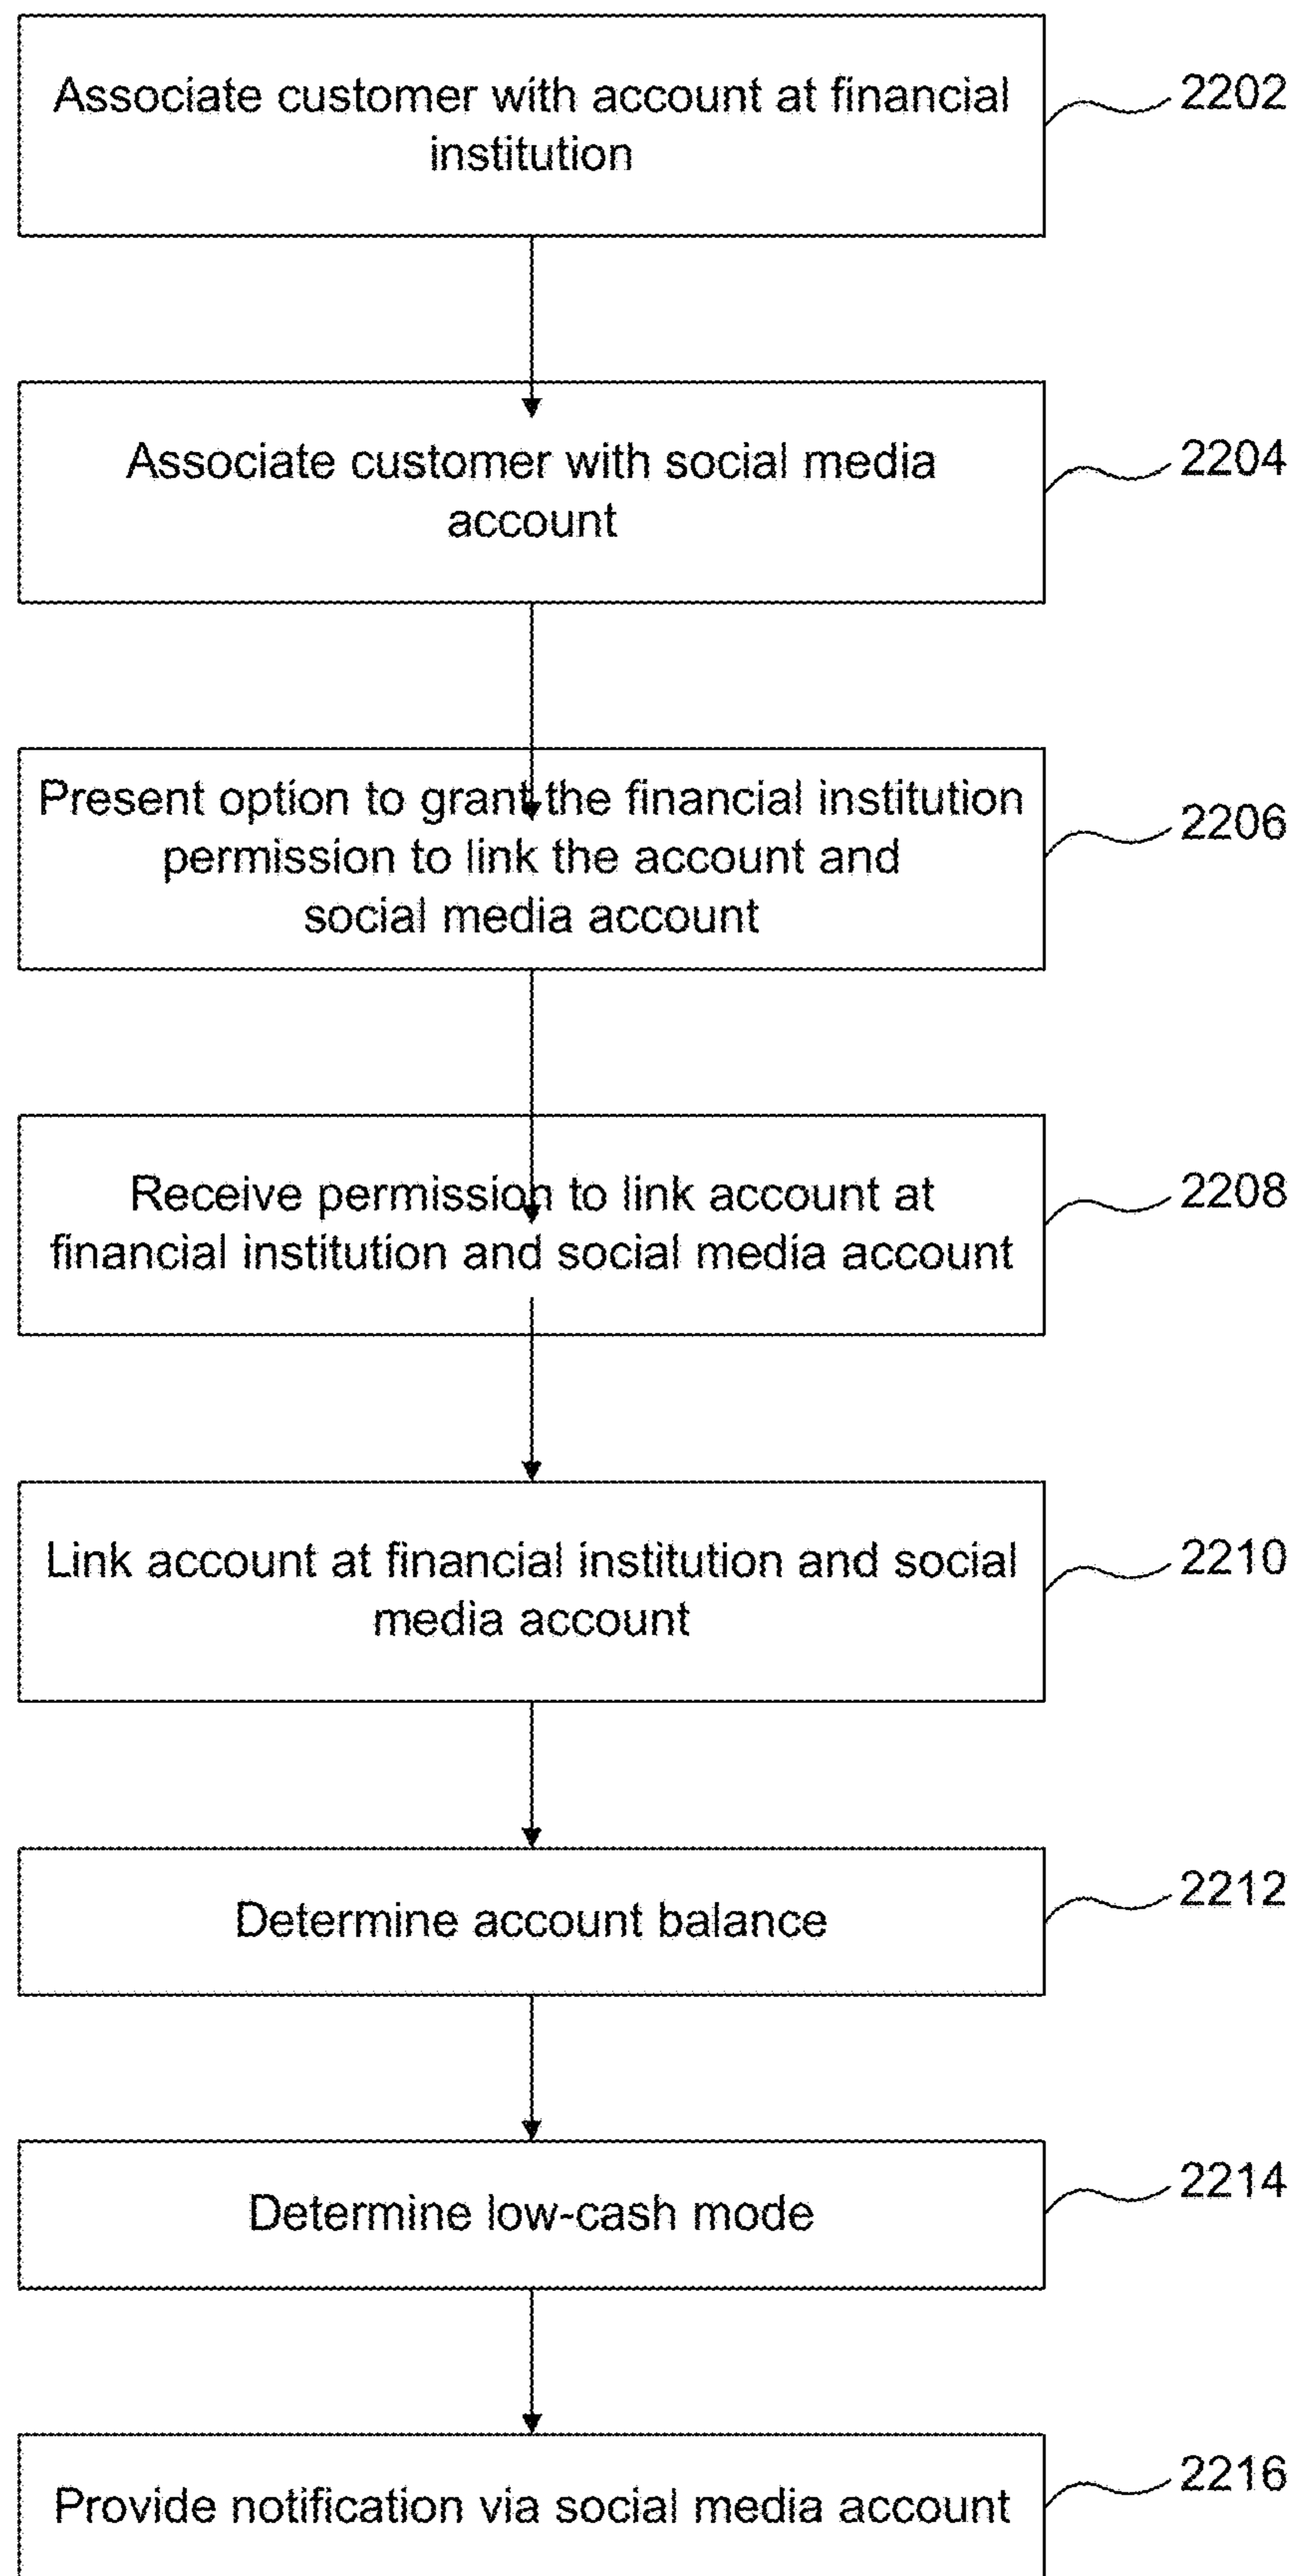 Associate customer with account at financial
institution
2202
Associate customer with social media
account
2204
Present option to grant the financial institution
permission to link the account and
social media account
2206
Receive permission to link account at
financial institution and social media account
2208
Link account at financial institution and social
media account
2210
Determine account balance
2212
Determine low-cash mode
2214
Provide notification via social media account
2216